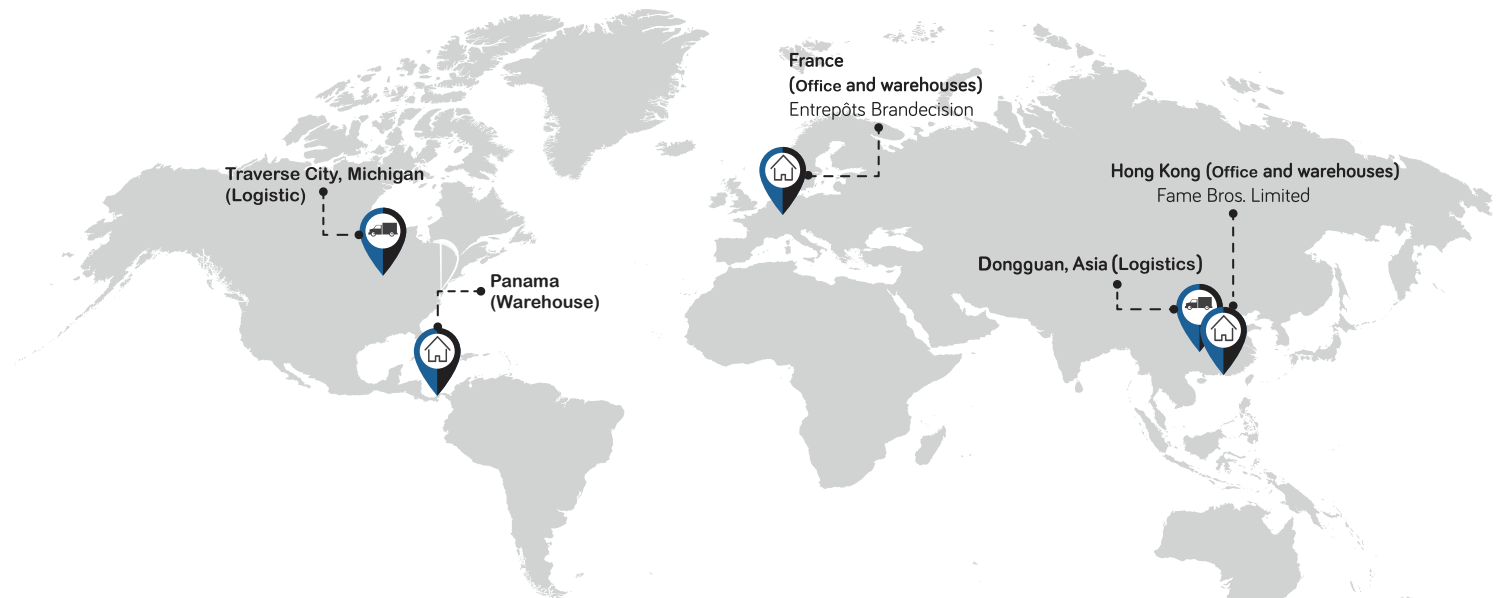 France
(Office and warehouses)
Entrepôts Brandecision
Traverse City, Michigan
(Logistic)
Hong Kong (Office and warehouses)
Fame Bros. Limited
Dongguan, Asia (Logistics)
Panama
(Warehouse)